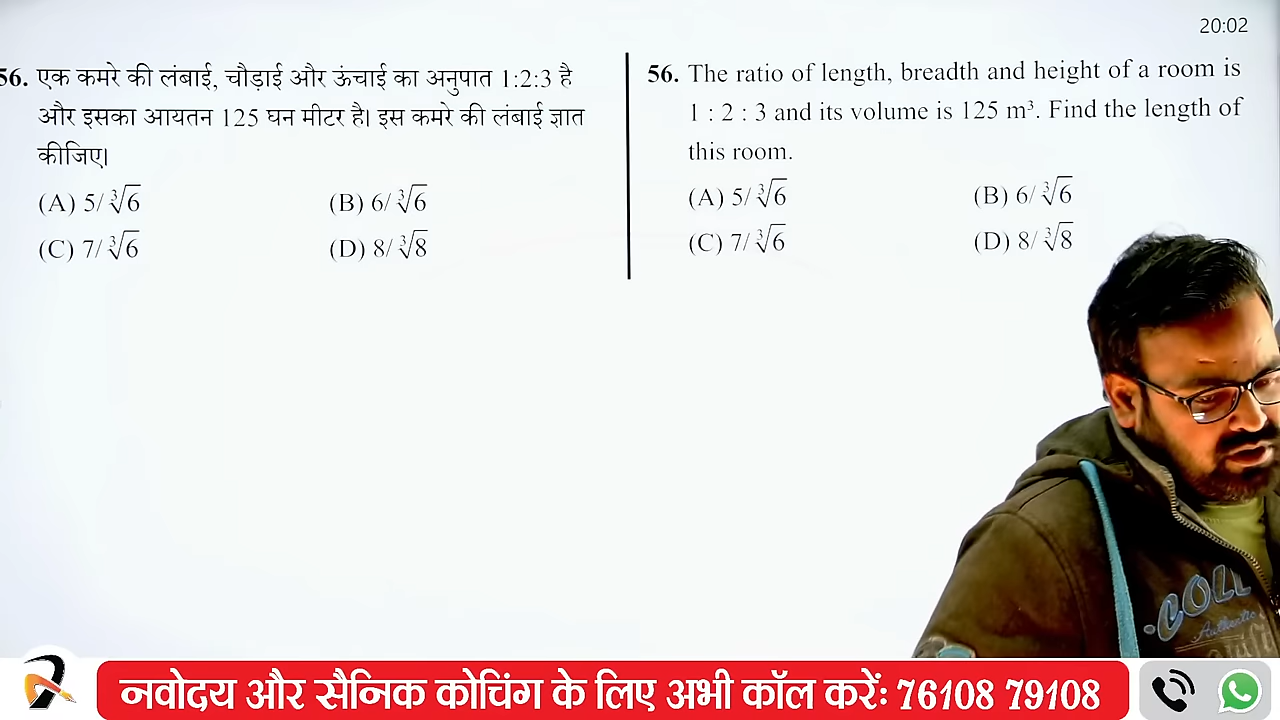 20:02
56. एक कमरे की लंबाई, चौड़ाई और ऊंचाई का अनुपात 1:2:3 है
और इसका आयतन 125 घन मीटर है। इस कमरे की लंबाई ज्ञात
कीजिए।
(A) 5/∛6 (B) 6/∛6
(C) 7/∛6 (D) 8/∛8
56. The ratio of length, breadth and height of a room is
1 : 2 : 3 and its volume is 125 m³. Find the length of
this room.
(A) 5/∛6 (B) 6/∛6
(C) 7/∛6 (D) 8/∛8
COLL
Authentic
नवोदय और सैनिक कोचिंग के लिए अभी कॉल करेंः 76108 79108